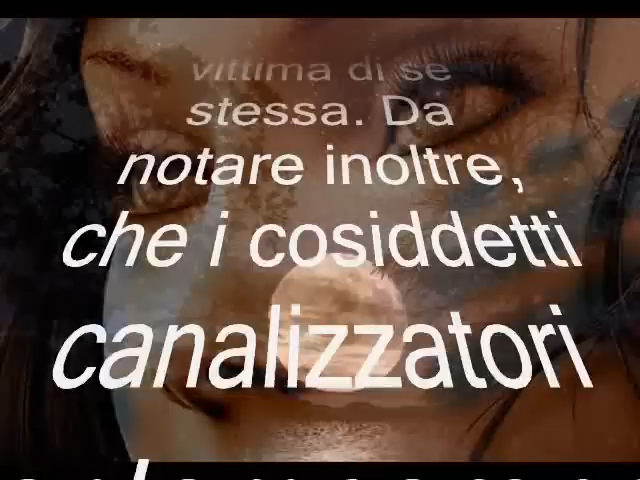 vittima di se
stessa. Da
notare inoltre,
che i cosiddetti
canalizzatori